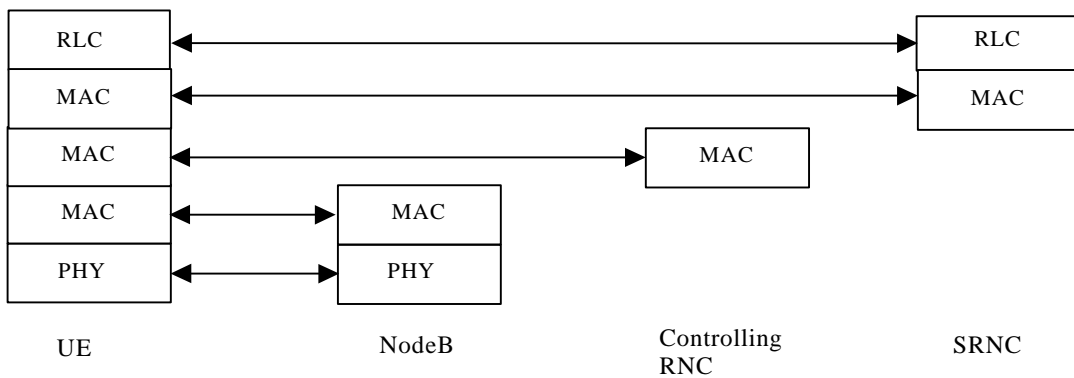 RLC RLC
MAC MAC
MAC MAC
MAC MAC
PHY PHY
UE NodeB Controlling RNC SRNC